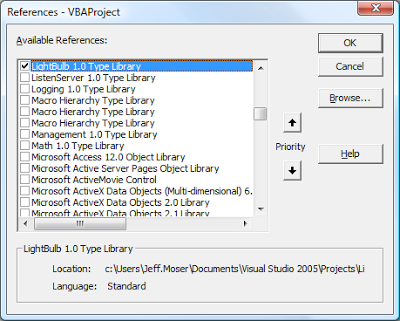 References - VBAProject
Available References:
LightBulb 1.0 Type Library
ListenServer 1.0 Type Library
Logging 1.0 Type Library
Macro Hierarchy Type Library
Macro Hierarchy Type Library
Macro Hierarchy Type Library
Management 1.0 Type Library
Math 1.0 Type Library
Microsoft Access 12.0 Object Library
Microsoft Active Server Pages Object Library
Microsoft ActiveMovie Control
Microsoft ActiveX Data Objects (Multi-dimensional) 6.
Microsoft ActiveX Data Objects 2.0 Library
Microsoft ActiveX Data Objects 2.1 Library
OK
Cancel
Browse...
Priority
Help
LightBulb 1.0 Type Library
Location: c:\Users\Jeff.Moser\Documents\Visual Studio 2005\Projects\Li
Language: Standard